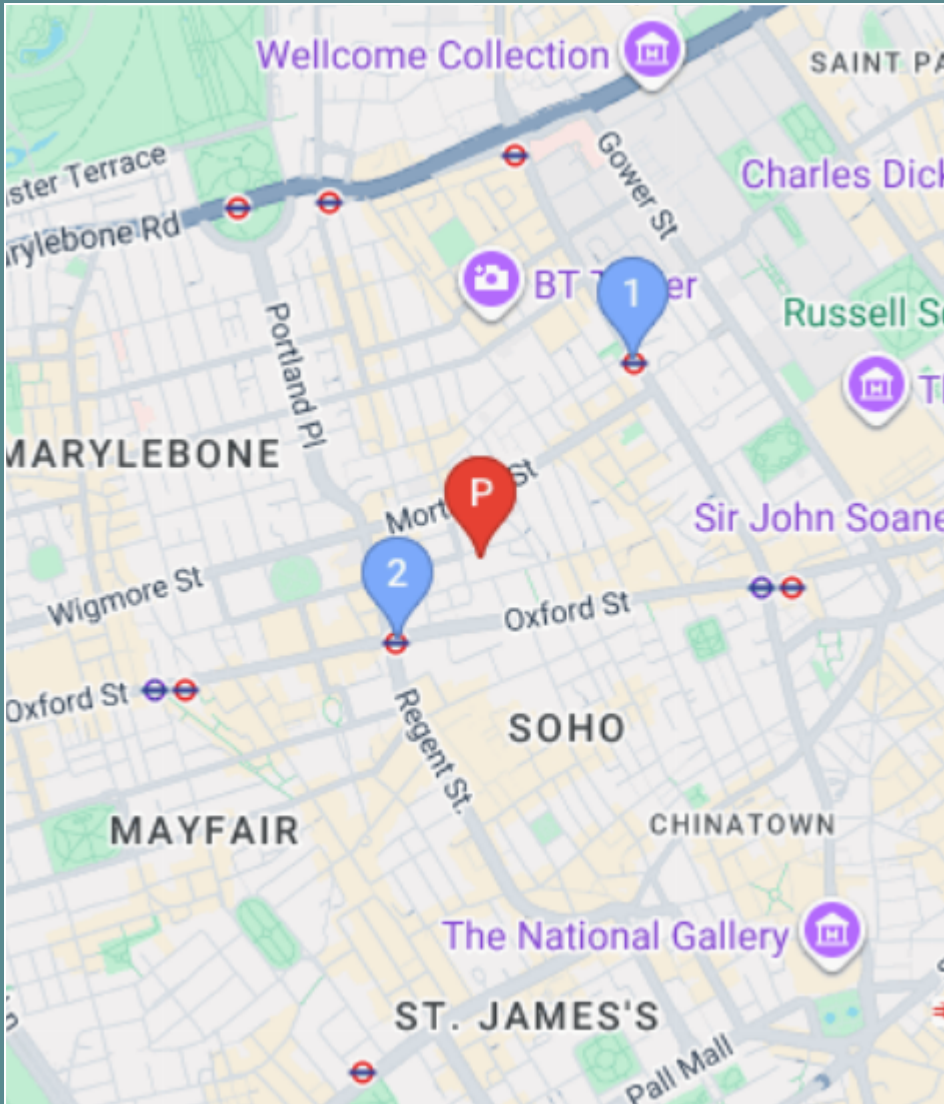 Wellcome Collection
SAINT PA
ster Terrace
Gower St
Charles Dick
rylebone Rd
BT T er
1
Russell S
Portland Pl
MARYLEBONE
P
Mort St
Sir John Soane
2
Wigmore St
Oxford St
Oxford St
Regent St.
SOHO
MAYFAIR
CHINATOWN
The National Gallery
ST. JAMES'S
Pall Mall